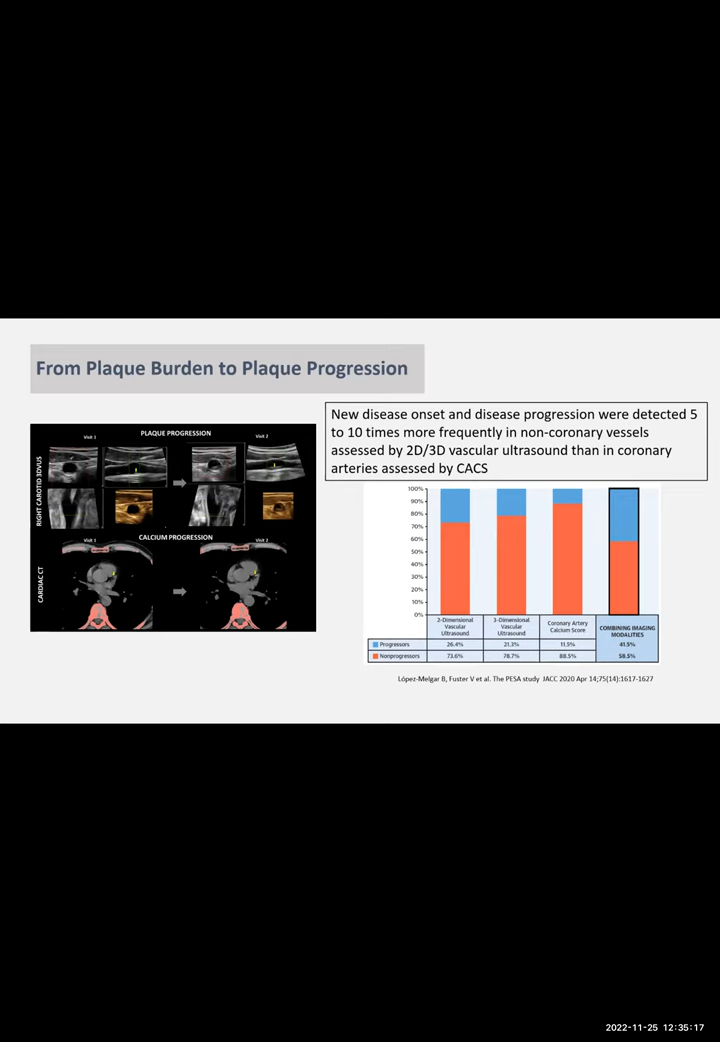 From Plaque Burden to Plaque Progression
New disease onset and disease progression were detected 5
to 10 times more frequently in non-coronary vessels
assessed by 2D/3D vascular ultrasound than in coronary
arteries assessed by CACS
PLAQUE PROGRESSION
Visit 1
Visit 2
RIGHT CAROTID 3DVUS
CALCIUM PROGRESSION
Visit 1
Visit 2
CARDIAC CT
100%
90%
80%
70%
60%
50%
40%
30%
20%
10%
0%
2-Dimensional
Vascular
Ultrasound
3-Dimensional
Vascular
Ultrasound
Coronary Artery
Calcium Score
COMBINING IMAGING
MODALITIES
Progressors 26.4% 21.3% 11.5% 41.5%
Nonprogressors 73.6% 78.7% 88.5% 58.5%
López-Melgar B, Fuster V et al. The PESA study JACC 2020 Apr 14;75(14):1617-1627
2022-11-25 12:35:17